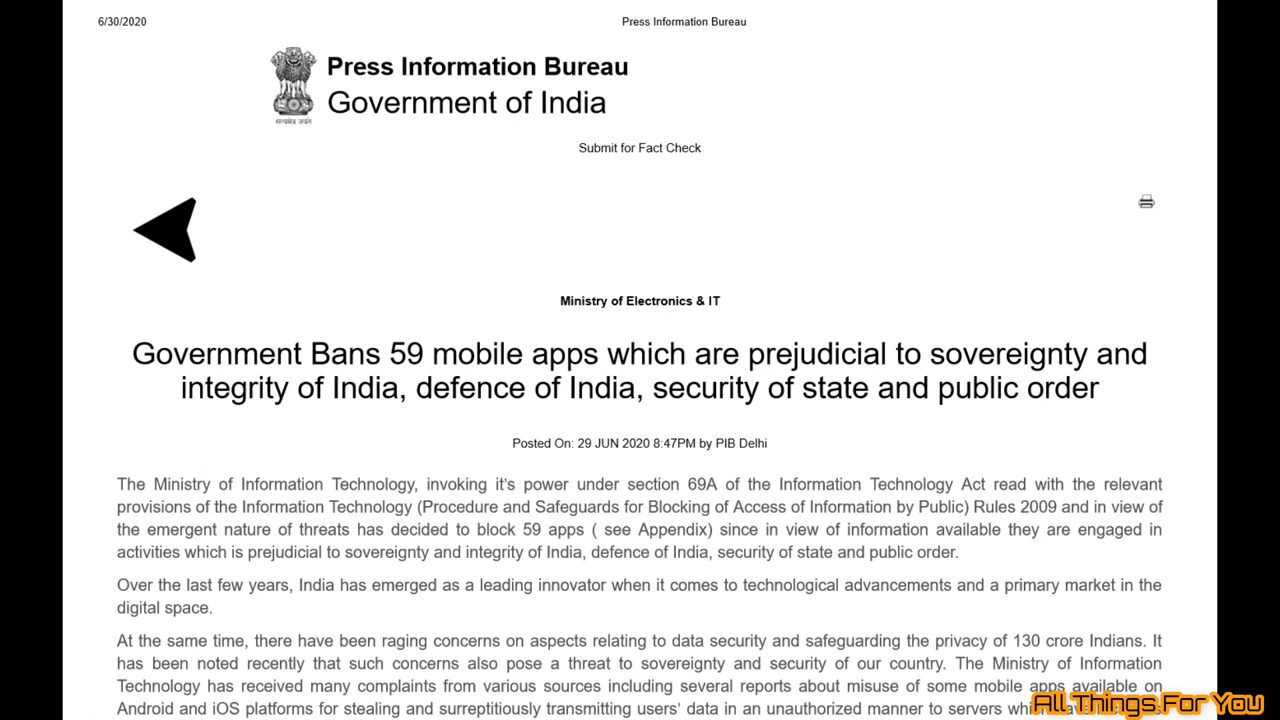 6/30/2020 Press Information Bureau
Press Information Bureau
Government of India
सत्यमेव जयते
Submit for Fact Check
Ministry of Electronics & IT
Government Bans 59 mobile apps which are prejudicial to sovereignty and
integrity of India, defence of India, security of state and public order
Posted On: 29 JUN 2020 8:47PM by PIB Delhi
The Ministry of Information Technology, invoking it's power under section 69A of the Information Technology Act read with the relevant
provisions of the Information Technology (Procedure and Safeguards for Blocking of Access of Information by Public) Rules 2009 and in view of
the emergent nature of threats has decided to block 59 apps ( see Appendix) since in view of information available they are engaged in
activities which is prejudicial to sovereignty and integrity of India, defence of India, security of state and public order.
Over the last few years, India has emerged as a leading innovator when it comes to technological advancements and a primary market in the
digital space.
At the same time, there have been raging concerns on aspects relating to data security and safeguarding the privacy of 130 crore Indians. It
has been noted recently that such concerns also pose a threat to sovereignty and security of our country. The Ministry of Information
Technology has received many complaints from various sources including several reports about misuse of some mobile apps available on
Android and iOS platforms for stealing and surreptitiously transmitting users' data in an unauthorized manner to servers
All Things For You